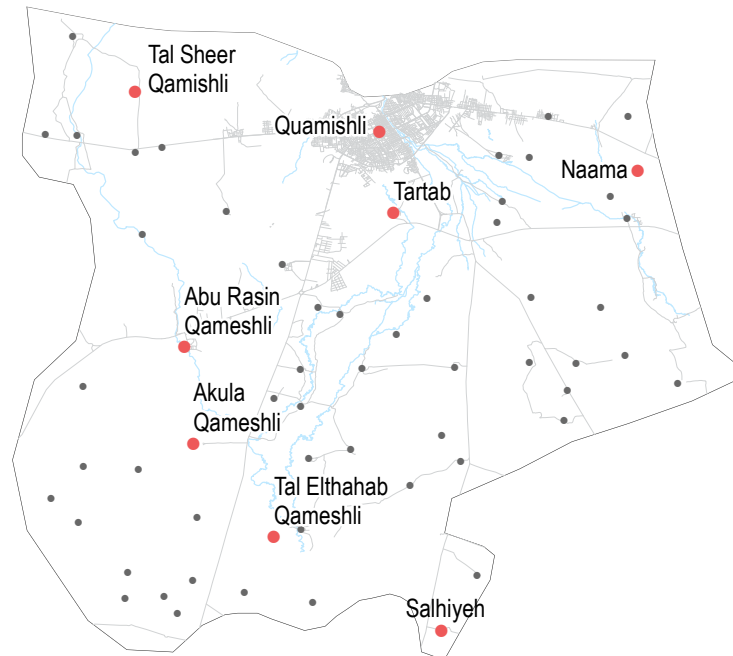 Tal Sheer
Qamishli
Quamishli
Naama
Tartab
Abu Rasin
Qameshli
Akula
Qameshli
Tal Elthahab
Qameshli
Salhiyeh